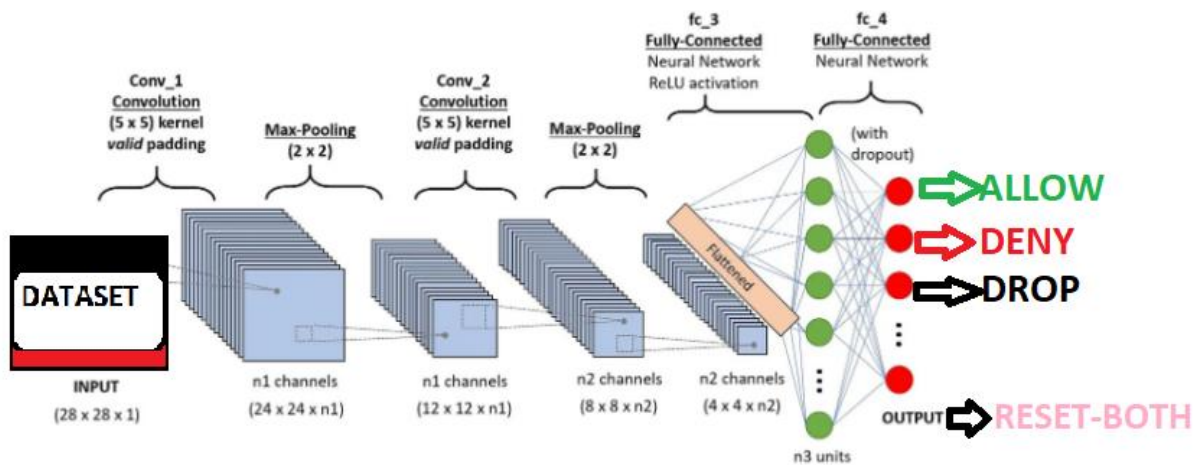 fc_3
Fully-Connected
Neural Network
ReLU activation
fc_4
Fully-Connected
Neural Network
Conv_1
Convolution
(5 x 5) kernel
valid padding
Max-Pooling
(2 x 2)
Conv_2
Convolution
(5 x 5) kernel
valid padding
Max-Pooling
(2 x 2)
(with
dropout)
ALLOW
DENY
DROP
DATASET
Flattened
INPUT
(28 x 28 x 1)
n1 channels
(24 x 24 x n1)
n1 channels
(12 x 12 x n1)
n2 channels
(8 x 8 x n2)
n2 channels
(4 x 4 x n2)
OUTPUT
RESET-BOTH
n3 units